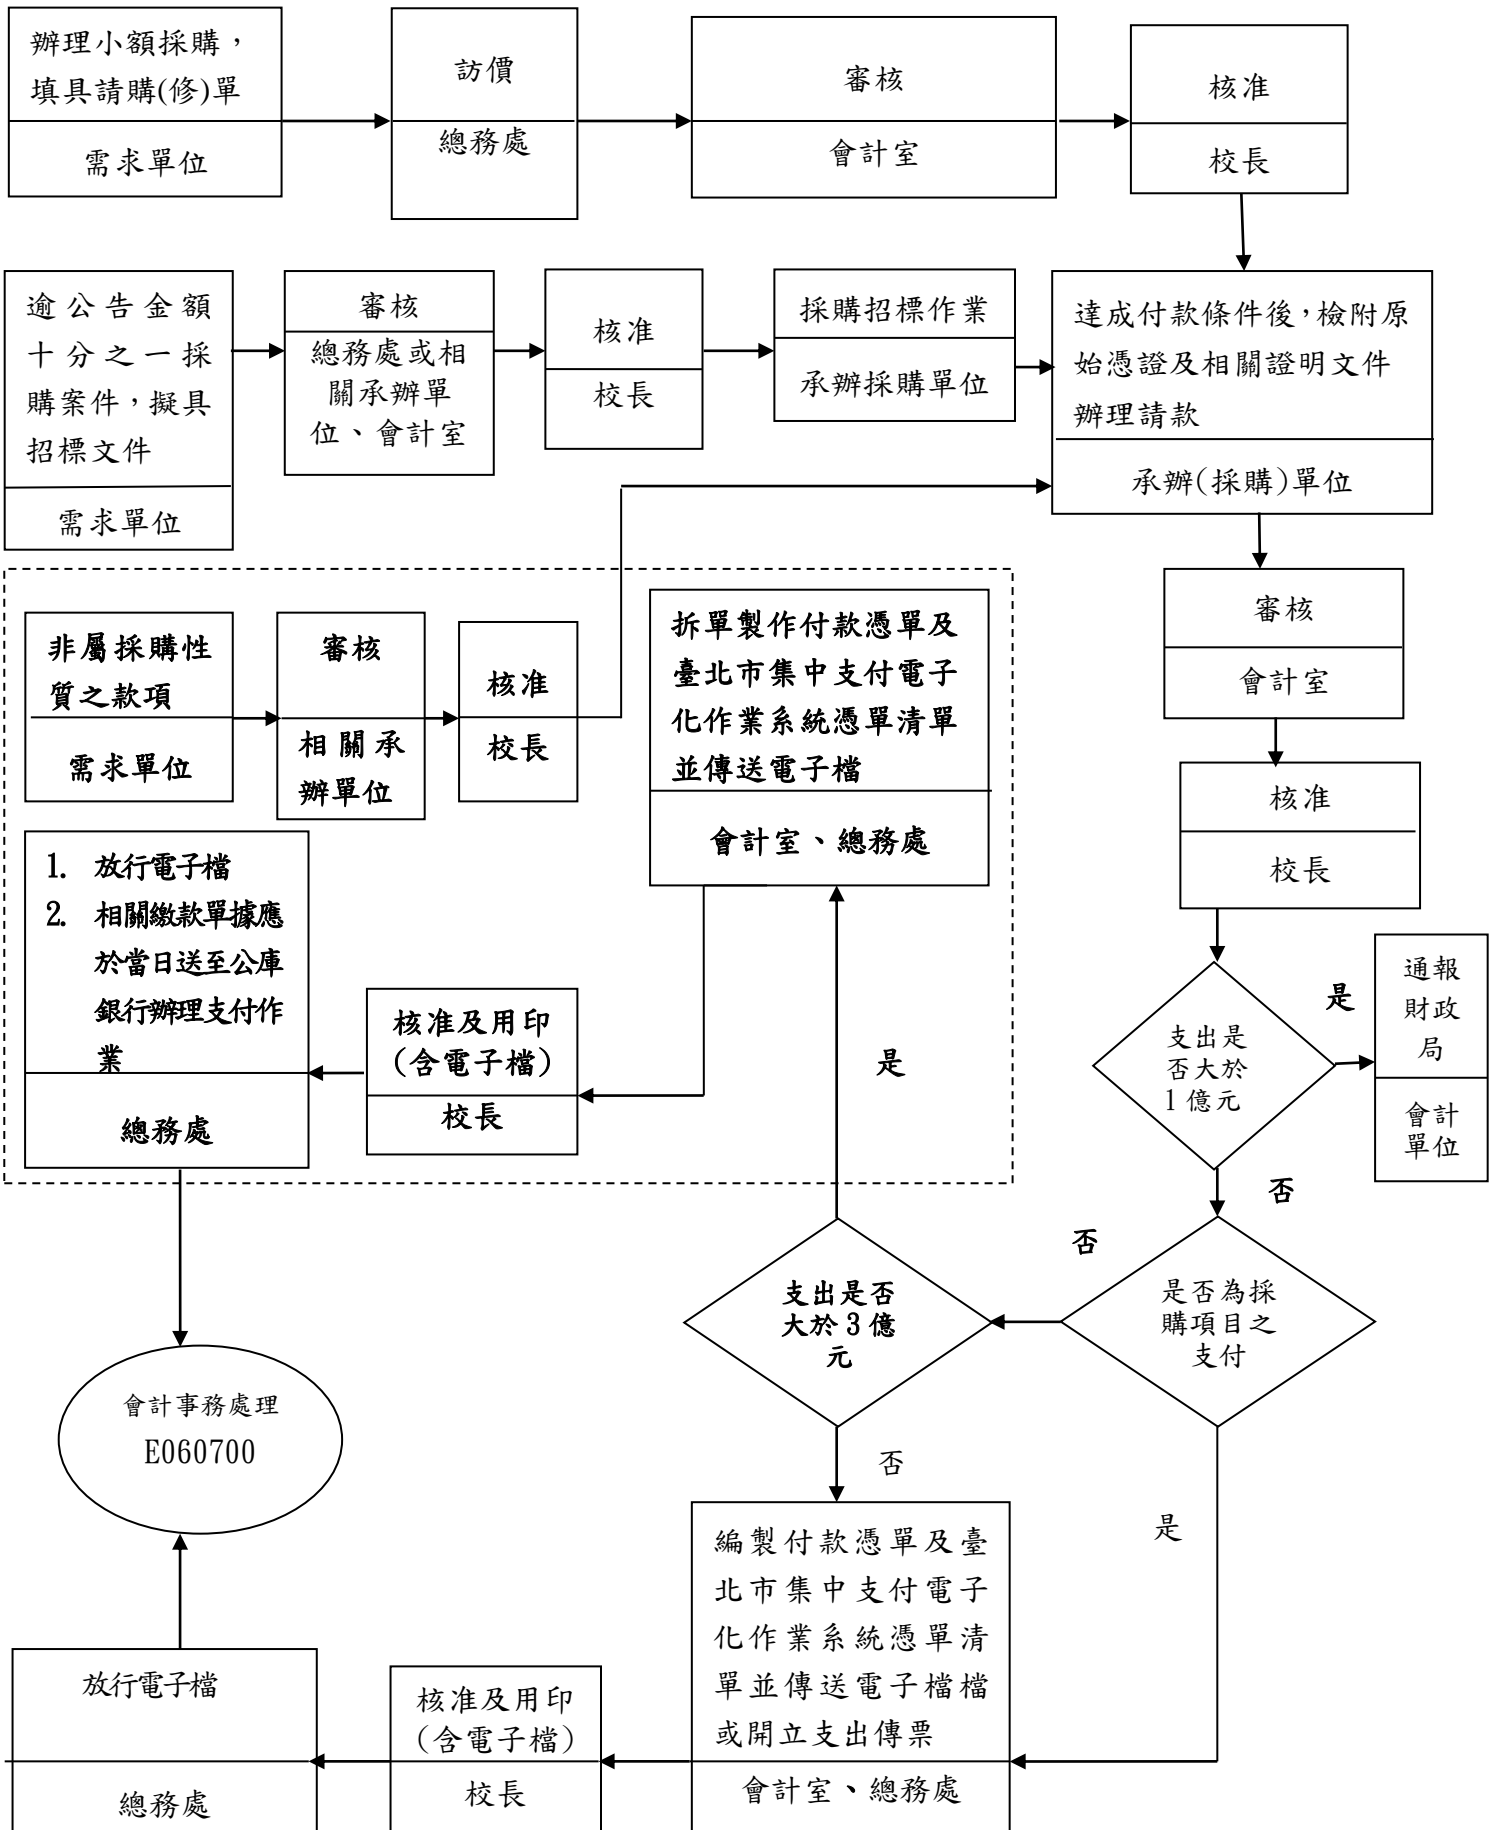 辦理小額採購，
填具請購(修)單
需求單位
訪價
總務處
審核
會計室
核准
校長
逾公告金額
十分之一採
購案件，擬具
招標文件
需求單位
審核
總務處或相
關承辦單
位、會計室
核准
校長
採購招標作業
承辦採購單位
達成付款條件後，檢附原
始憑證及相關證明文件
辦理請款
承辦(採購)單位
非屬採購性
質之款項
需求單位
審核
相關承
辦單位
核准
校長
拆單製作付款憑單及
臺北市集中支付電子
化作業系統憑單清單
並傳送電子檔
會計室、總務處
審核
會計室
核准
校長
1. 放行電子檔
2. 相關繳款單據應
於當日送至公庫
銀行辦理支付作
業
總務處
核准及用印
(含電子檔)
校長
是
支出是
否大於
1億元
是
通報
財政
局
會計
單位
否
否
支出是否
大於3億
元
是否為採
購項目之
支付
會計事務處理
E060700
否
是
編製付款憑單及臺
北市集中支付電子
化作業系統憑單清
單並傳送電子檔檔
或開立支出傳票
會計室、總務處
核准及用印
(含電子檔)
校長
放行電子檔
總務處